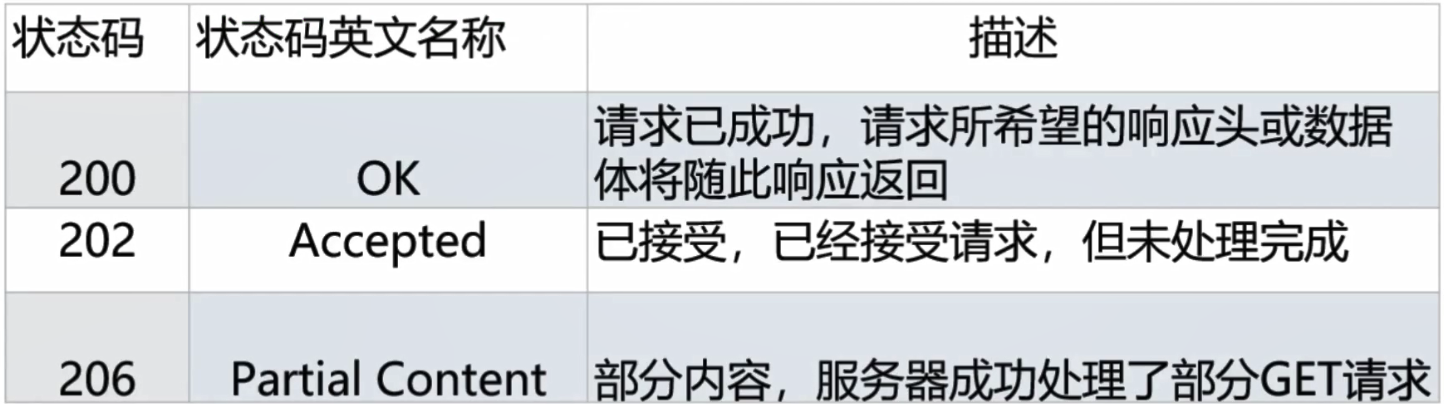 状态码 状态码英文名称 描述
200 OK 请求已成功，请求所希望的响应头或数据
体将随此响应返回
202 Accepted 已接受，已经接受请求，但未处理完成
206 Partial Content 部分内容，服务器成功处理了部分GET请求